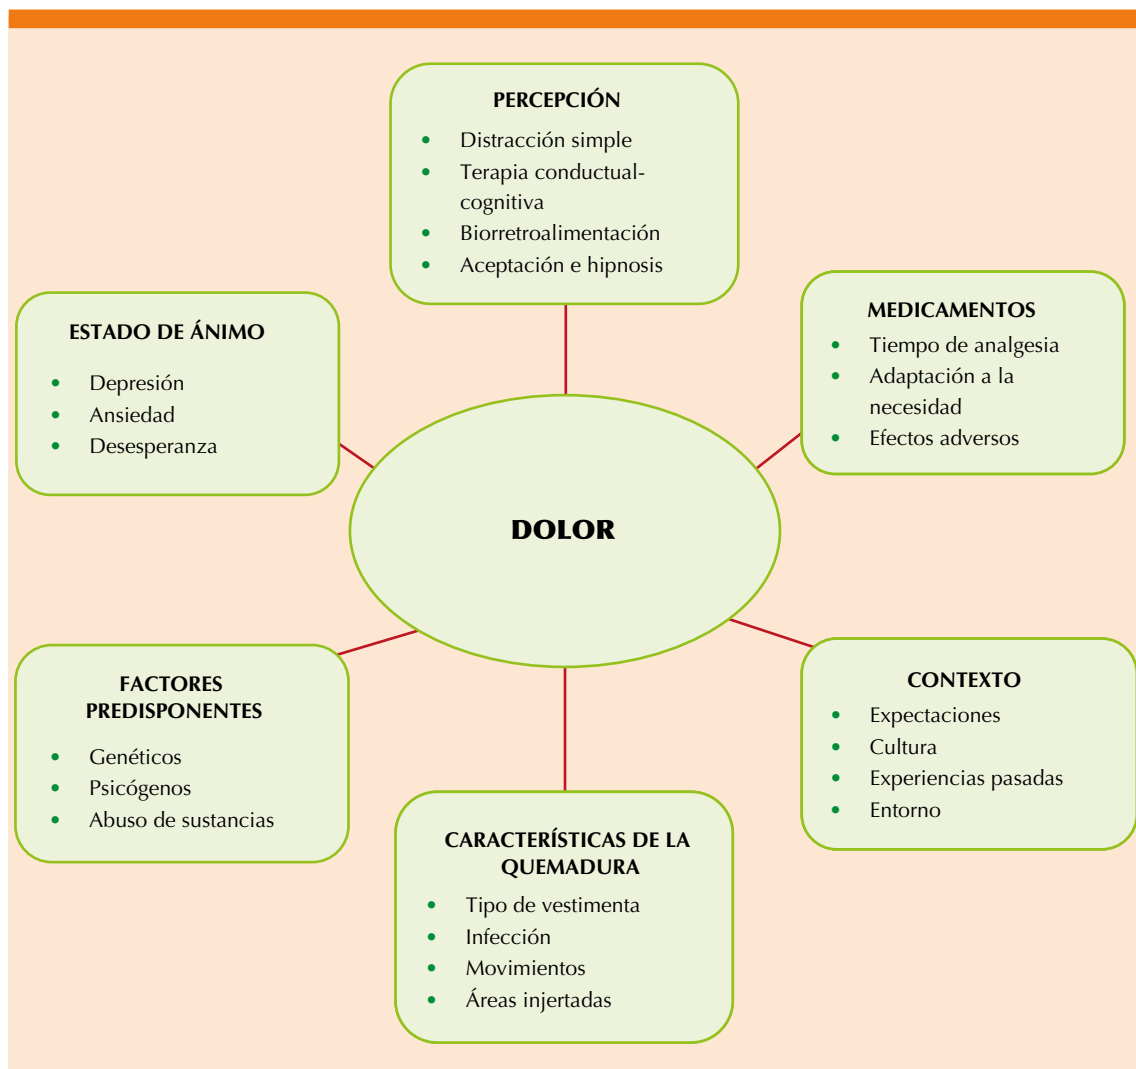 PERCEPCIÓN
• Distracción simple
• Terapia conductual-
cognitiva
• Biorretroalimentación
• Aceptación e hipnosis
ESTADO DE ÁNIMO
• Depresión
• Ansiedad
• Desesperanza
MEDICAMENTOS
• Tiempo de analgesia
• Adaptación a la
necesidad
• Efectos adversos
DOLOR
FACTORES
PREDISPONENTES
• Genéticos
• Psicógenos
• Abuso de sustancias
CONTEXTO
• Expectaciones
• Cultura
• Experiencias pasadas
• Entorno
CARACTERÍSTICAS DE LA
QUEMADURA
• Tipo de vestimenta
• Infección
• Movimientos
• Áreas injertadas